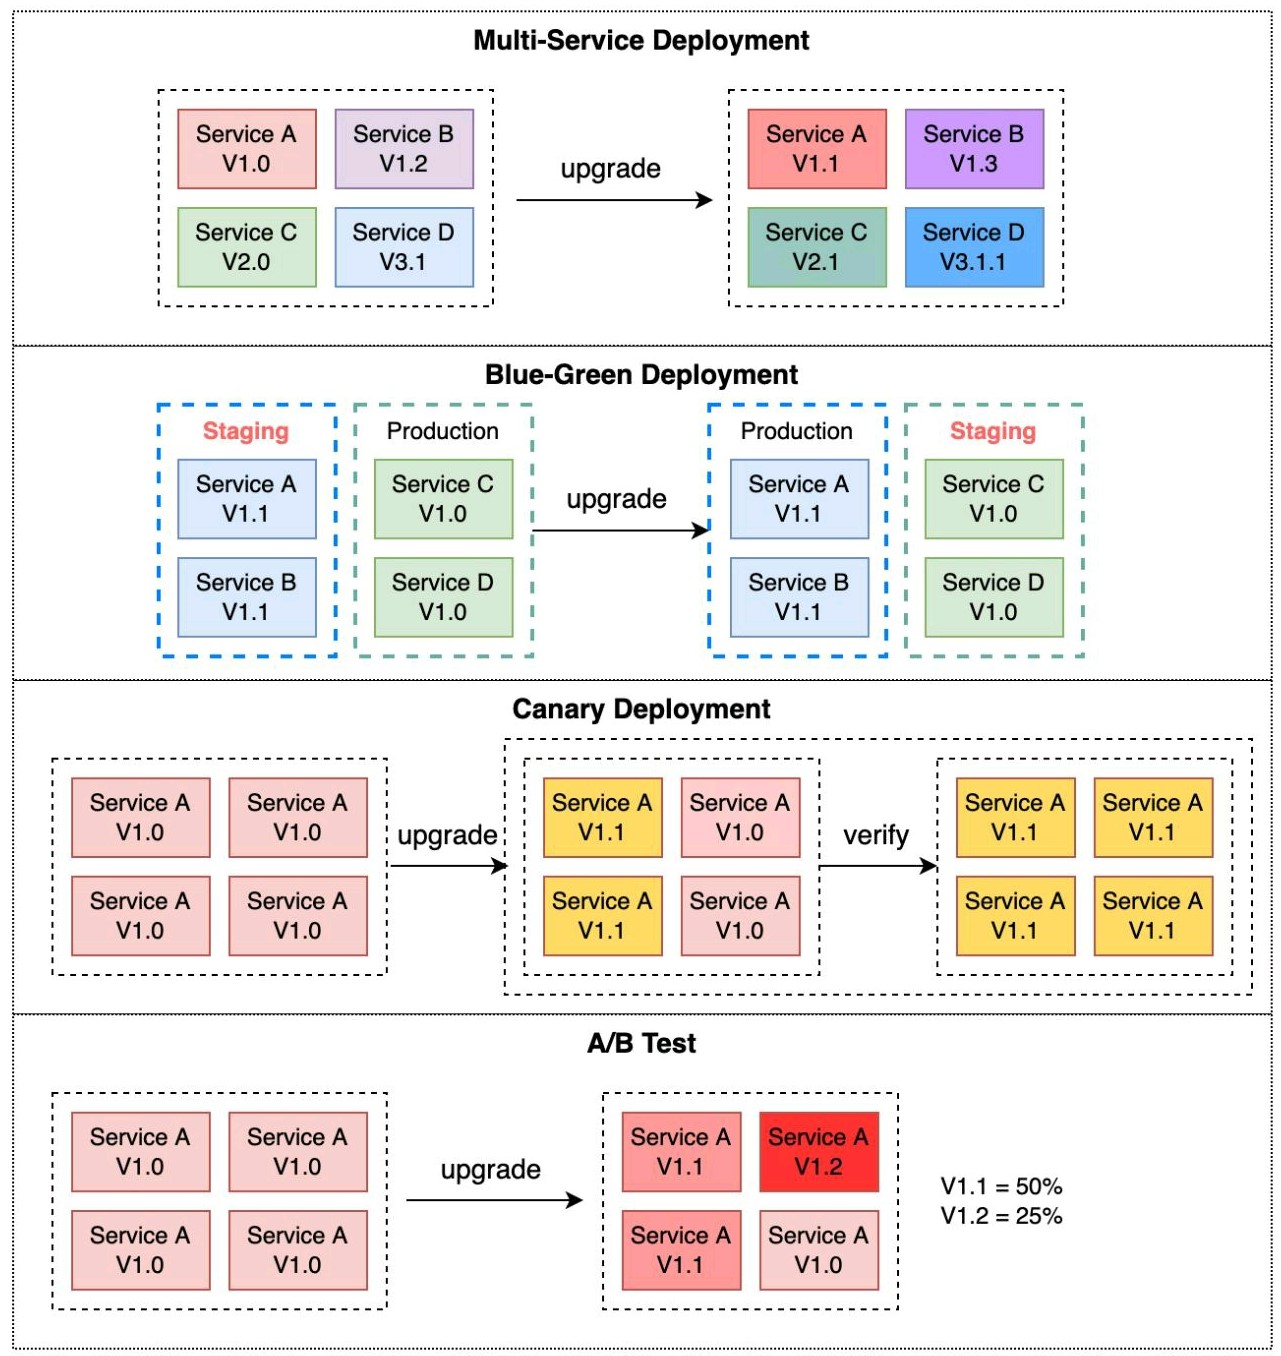 Multi-Service Deployment
Service A
V1.0
Service B
V1.2
Service C
V2.0
Service D
V3.1
upgrade
Service A
V1.1
Service B
V1.3
Service C
V2.1
Service D
V3.1.1
Blue-Green Deployment
Staging
Service A
V1.1
Service B
V1.1
Production
Service C
V1.0
Service D
V1.0
upgrade
Production
Service A
V1.1
Service B
V1.1
Staging
Service C
V1.0
Service D
V1.0
Canary Deployment
Service A
V1.0
Service A
V1.0
Service A
V1.0
Service A
V1.0
upgrade
Service A
V1.1
Service A
V1.0
Service A
V1.1
Service A
V1.0
verify
Service A
V1.1
Service A
V1.1
Service A
V1.1
Service A
V1.1
A/B Test
Service A
V1.0
Service A
V1.0
Service A
V1.0
Service A
V1.0
upgrade
Service A
V1.1
Service A
V1.2
Service A
V1.1
Service A
V1.0
V1.1 = 50%
V1.2 = 25%